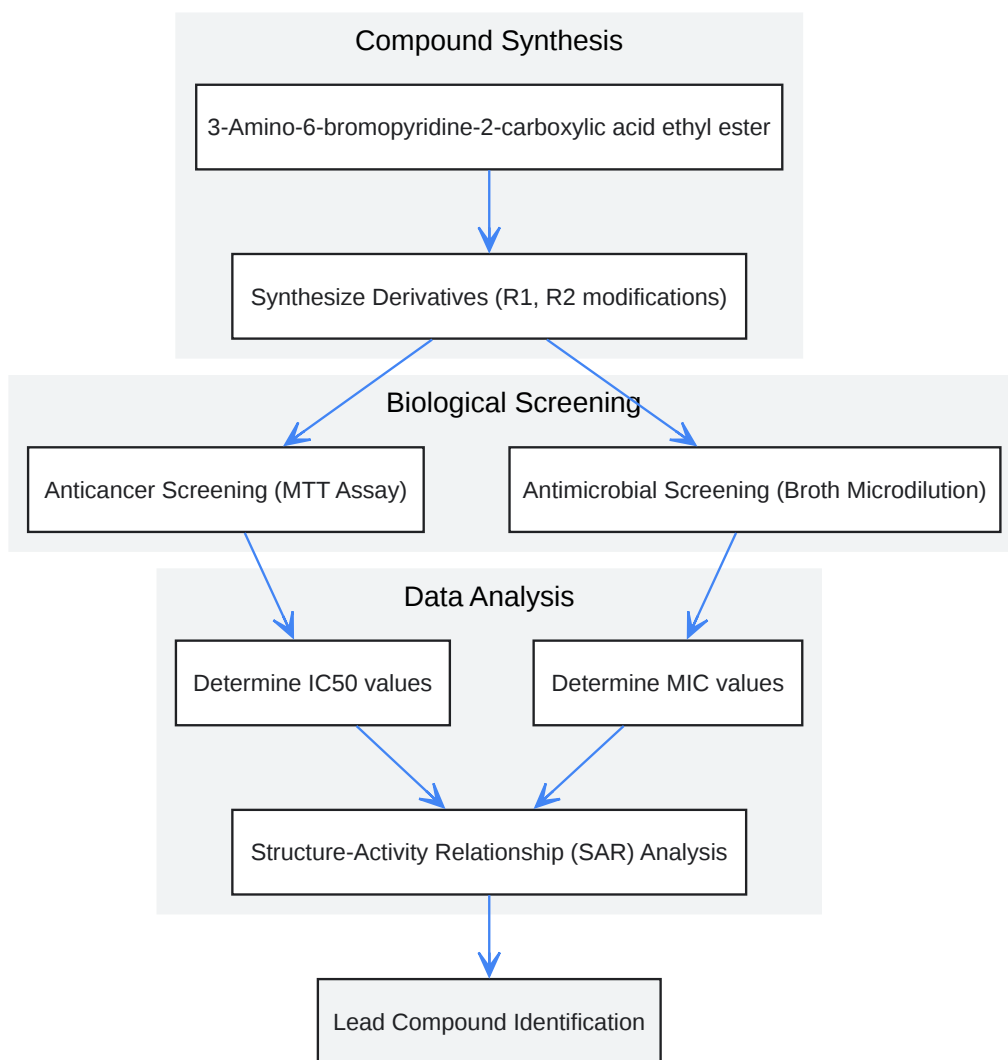 Compound Synthesis
3-Amino-6-bromopyridine-2-carboxylic acid ethyl ester
Synthesize Derivatives (R1, R2 modifications)
Biological Screening
Anticancer Screening (MTT Assay)
Antimicrobial Screening (Broth Microdilution)
Data Analysis
Determine IC50 values
Determine MIC values
Structure-Activity Relationship (SAR) Analysis
Lead Compound Identification